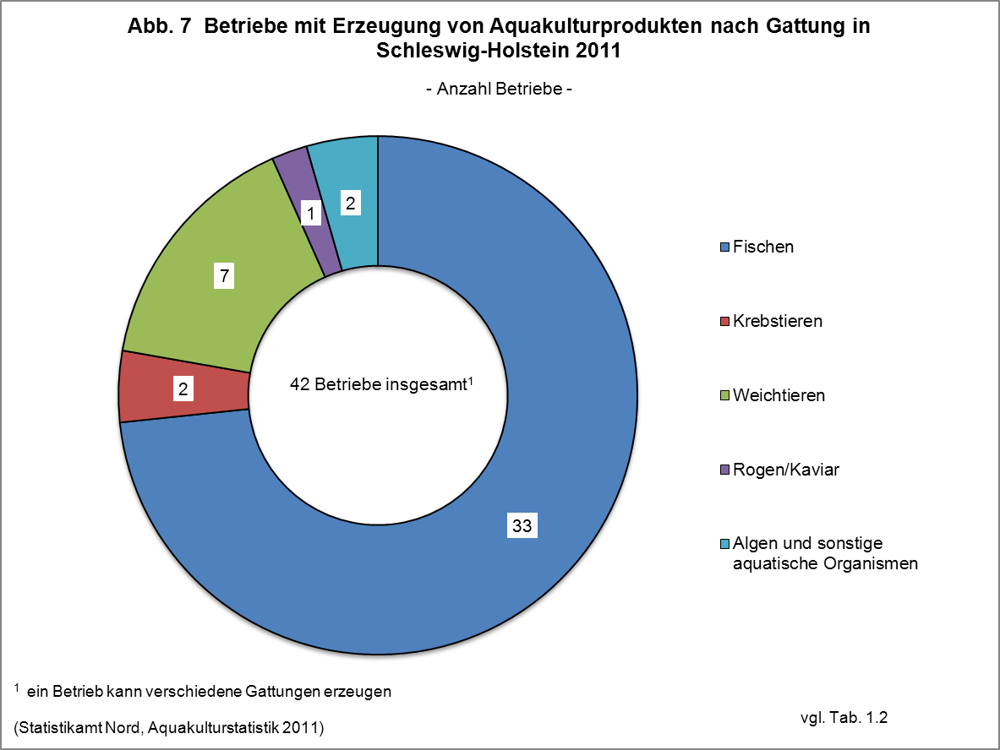 Abb. 7  Betriebe mit Erzeugung von Aquakulturprodukten nach Gattung in
Schleswig-Holstein 2011
- Anzahl Betriebe -
1
2
7
2
33
42 Betriebe insgesamt¹
Fischen
Krebstieren
Weichtieren
Rogen/Kaviar
Algen und sonstige
aquatische Organismen
¹ ein Betrieb kann verschiedene Gattungen erzeugen
(Statistikamt Nord, Aquakulturstatistik 2011)
vgl. Tab. 1.2